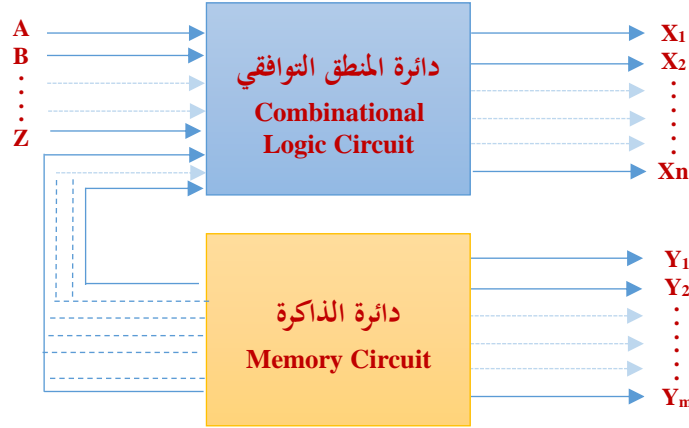 A
B
Z
دائرة المنطق التوافقي
Combinational
Logic Circuit
X1
X2
Xn
دائرة الذاكرة
Memory Circuit
Y1
Y2
Ym